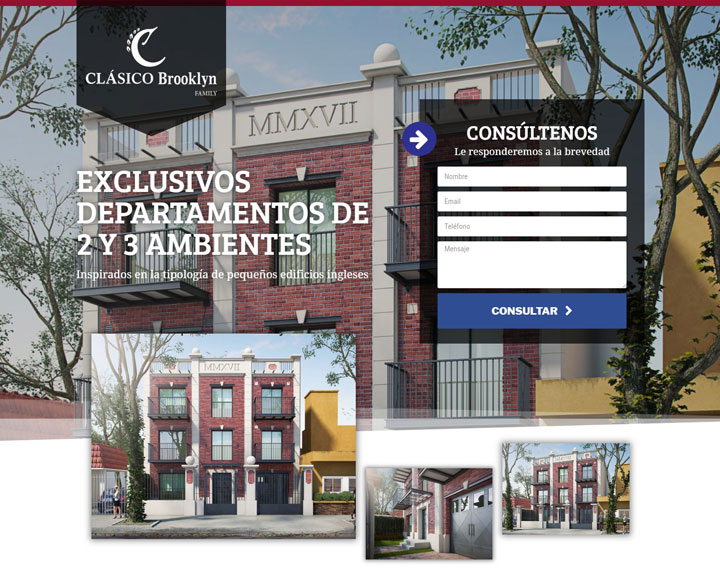 CLÁSICO Brooklyn
FAMILY
MMXVII
EXCLUSIVOS
DEPARTAMENTOS DE
2 Y 3 AMBIENTES
Inspirados en la tipología de pequeños edificios ingleses
CONSÚLTENOS
Le responderemos a la brevedad
Nombre
Email
Teléfono
Mensaje
CONSULTAR
MMXVII